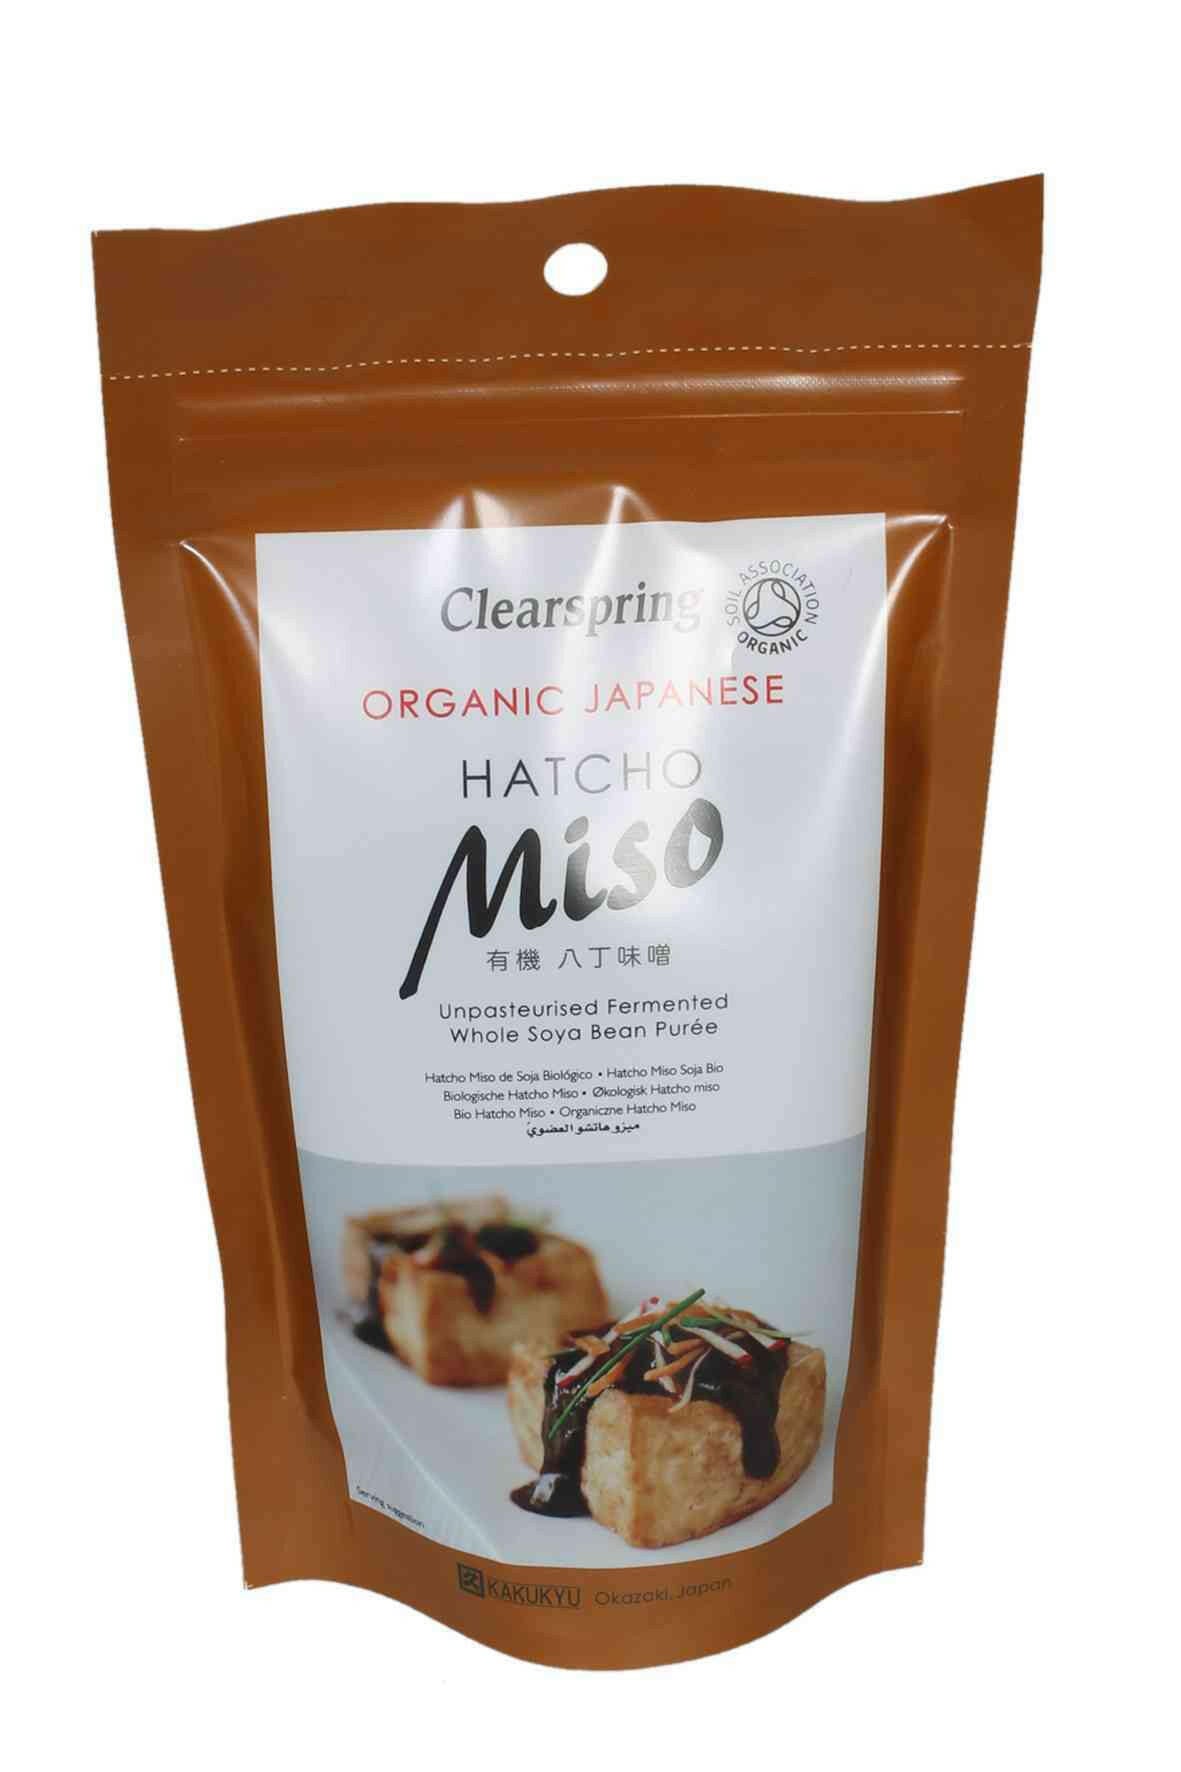 Clearspring
SOIL ASSOCIATION
ORGANIC
ORGANIC JAPANESE
HATCHO
Miso
有機 八丁味噌
Unpasteurised Fermented
Whole Soya Bean Purée
Hatcho Miso de Soja Biológico • Hatcho Miso Soja Bio
Biologische Hatcho Miso • Økologisk Hatcho miso
Bio Hatcho Miso • Organiczne Hatcho Miso
ميزو هاتشو العضويّ
Serving suggestion
久 KAKUKYU Okazaki, Japan